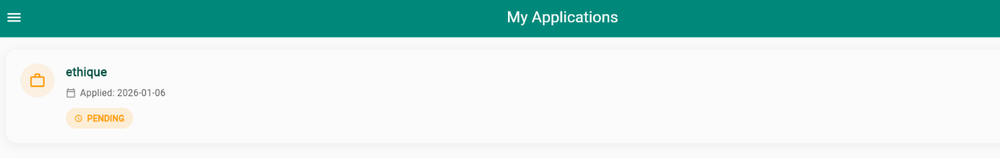 My Applications
ethique
Applied: 2026-01-06
PENDING